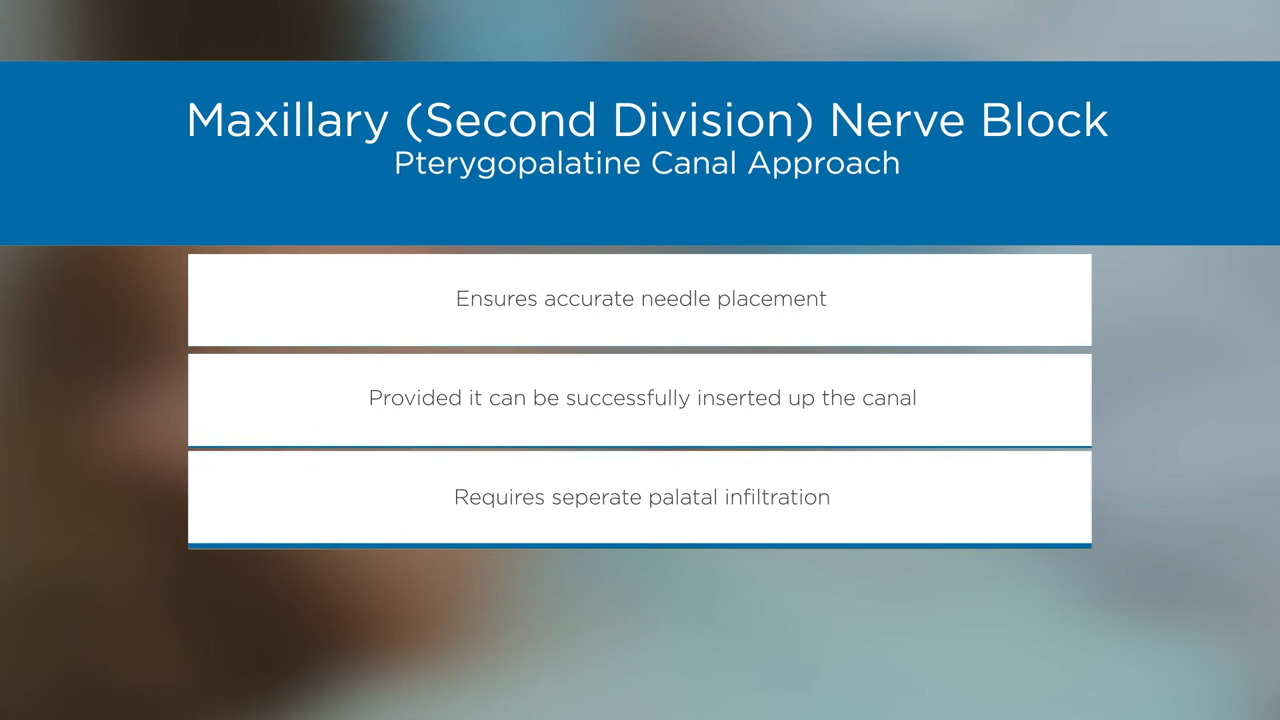 Maxillary (Second Division) Nerve Block
Pterygopalatine Canal Approach
Ensures accurate needle placement
Provided it can be successfully inserted up the canal
Requires seperate palatal infiltration